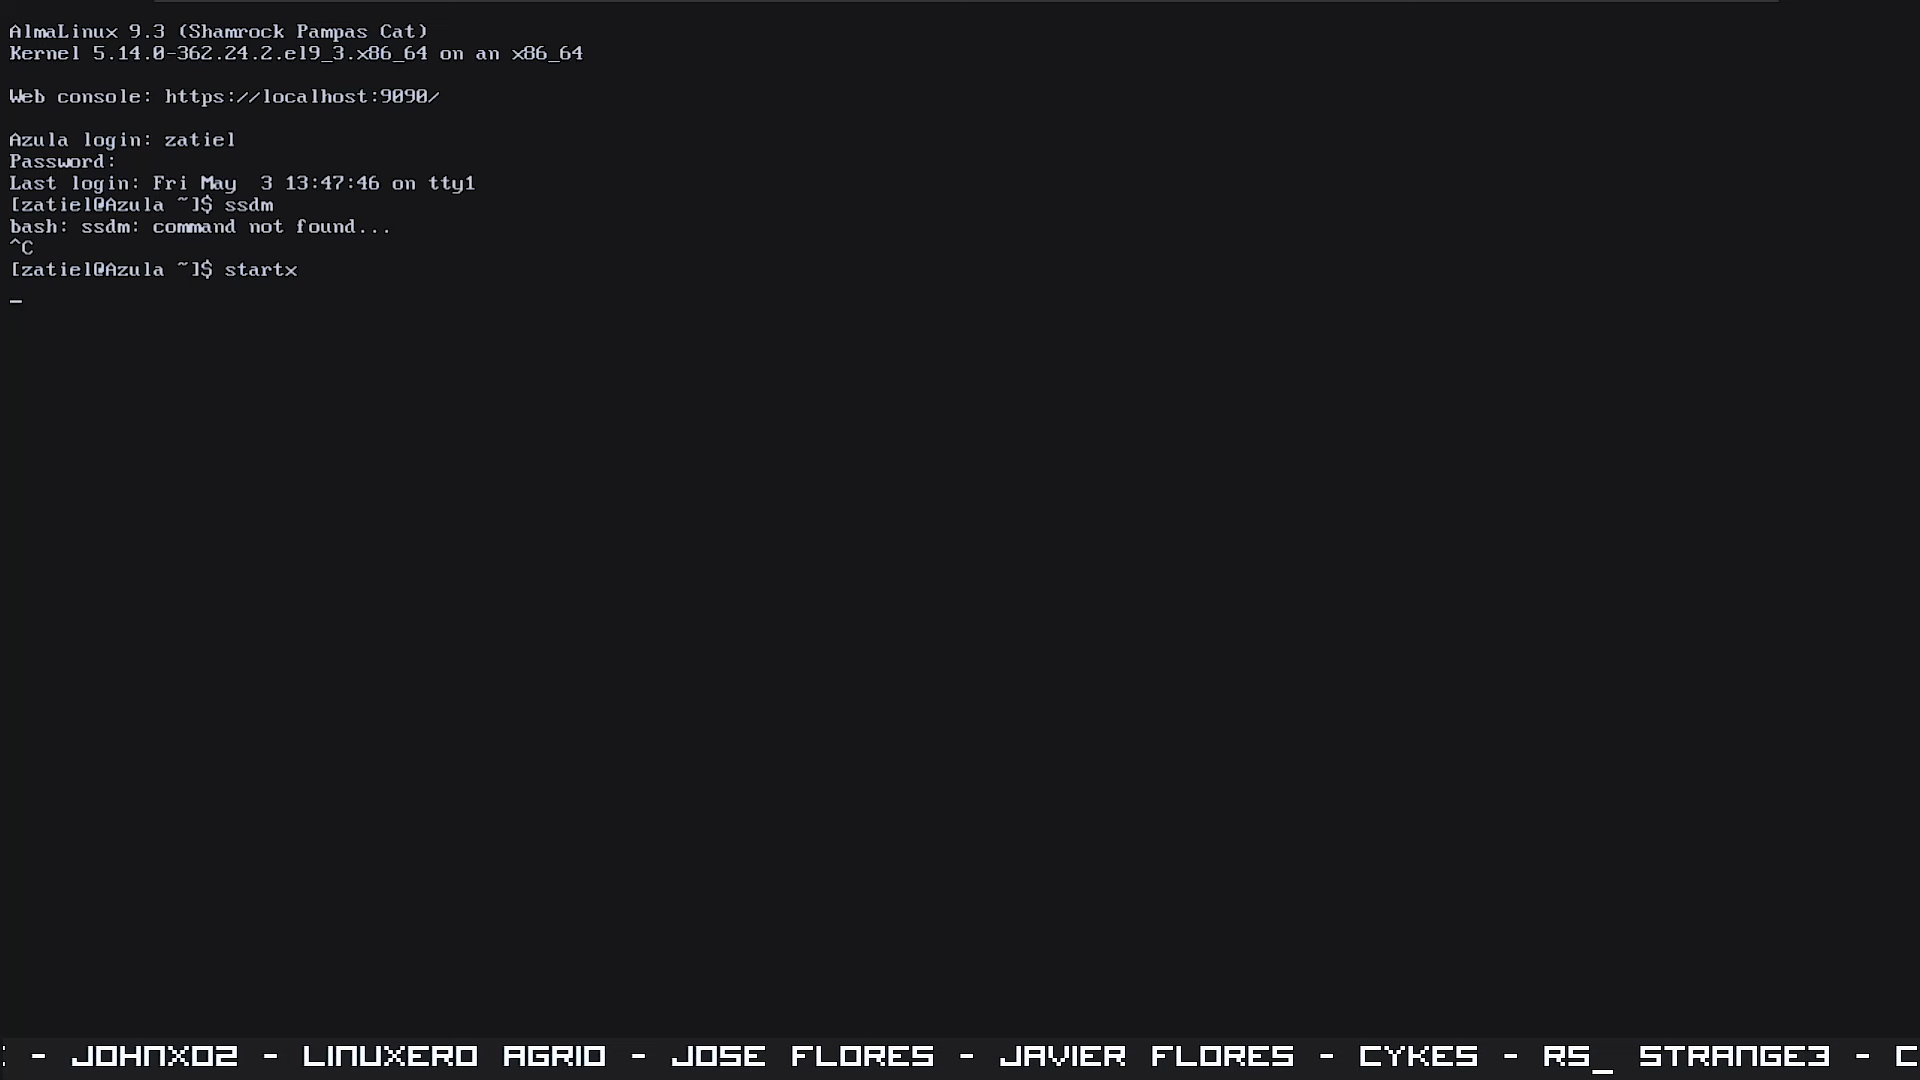 AlmaLinux 9.3 (Shamrock Pampas Cat)
Kernel 5.14.0-362.24.2.el9_3.x86_64 on an x86_64
Web console: https://localhost:9090/
Azula login: zatiel
Password:
Last login: Fri May  3 13:47:46 on tty1
[zatiel@Azula ~]$ ssdm
bash: ssdm: command not found...
^C
[zatiel@Azula ~]$ startx
_
- JOHNXO2 - LINUXERO AGRIO - JOSE FLORES - JAVIER FLORES - CYKES - RS_ STRANGE3 - C